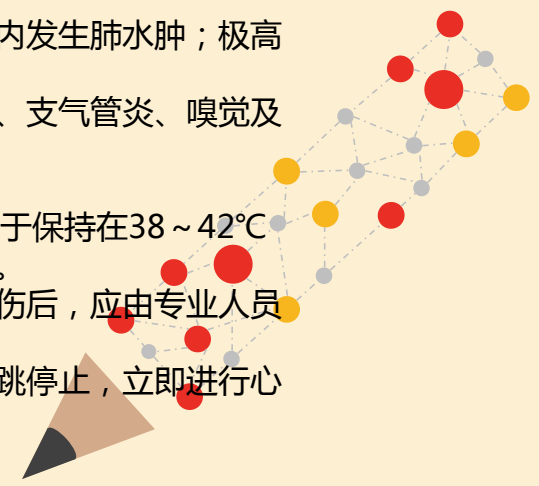 内发生肺水肿；极高
、支气管炎、嗅觉及
于保持在38～42℃
。
伤后，应由专业人员
跳停止，立即进行心